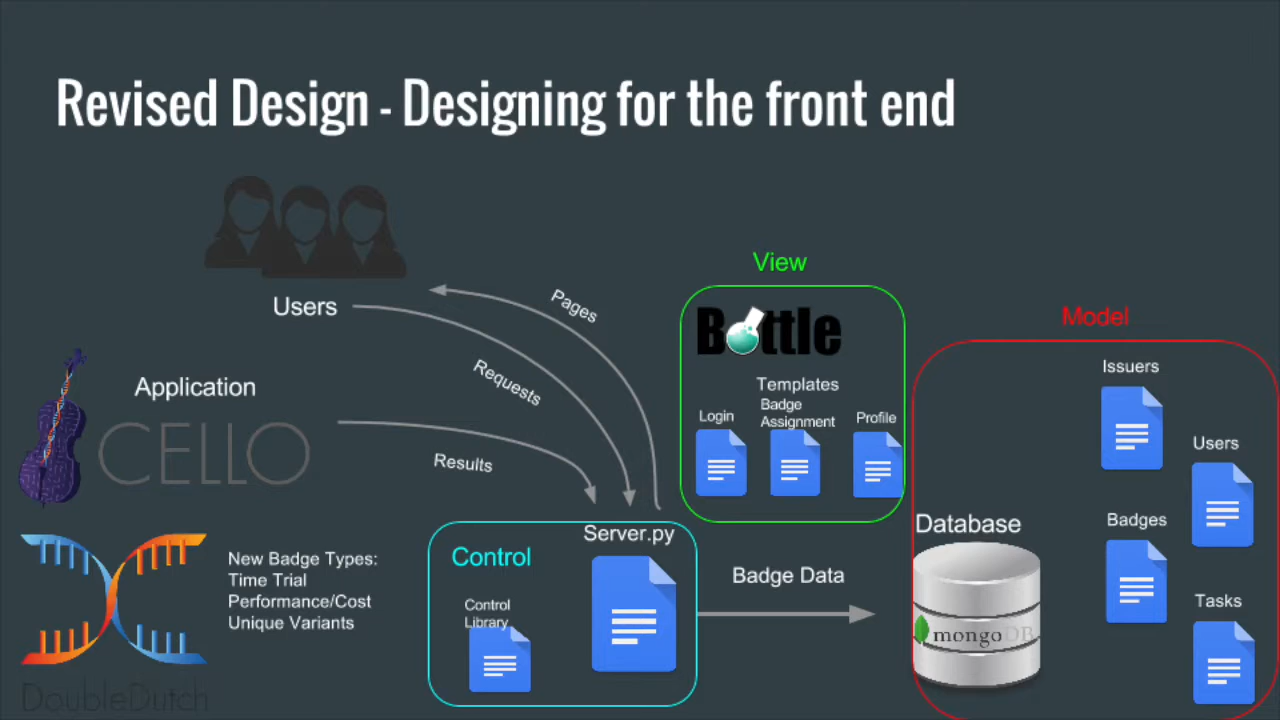 Revised Design - Designing for the front end
Users
Pages
Requests
Application
CELLO
Results
New Badge Types:
Time Trial
Performance/Cost
Unique Variants
DoubleDutch
Control
Server.py
Control
Library
View
Bottle
Templates
Login
Badge
Assignment
Profile
Badge Data
Model
Issuers
Users
Database
mongoDB
Badges
Tasks